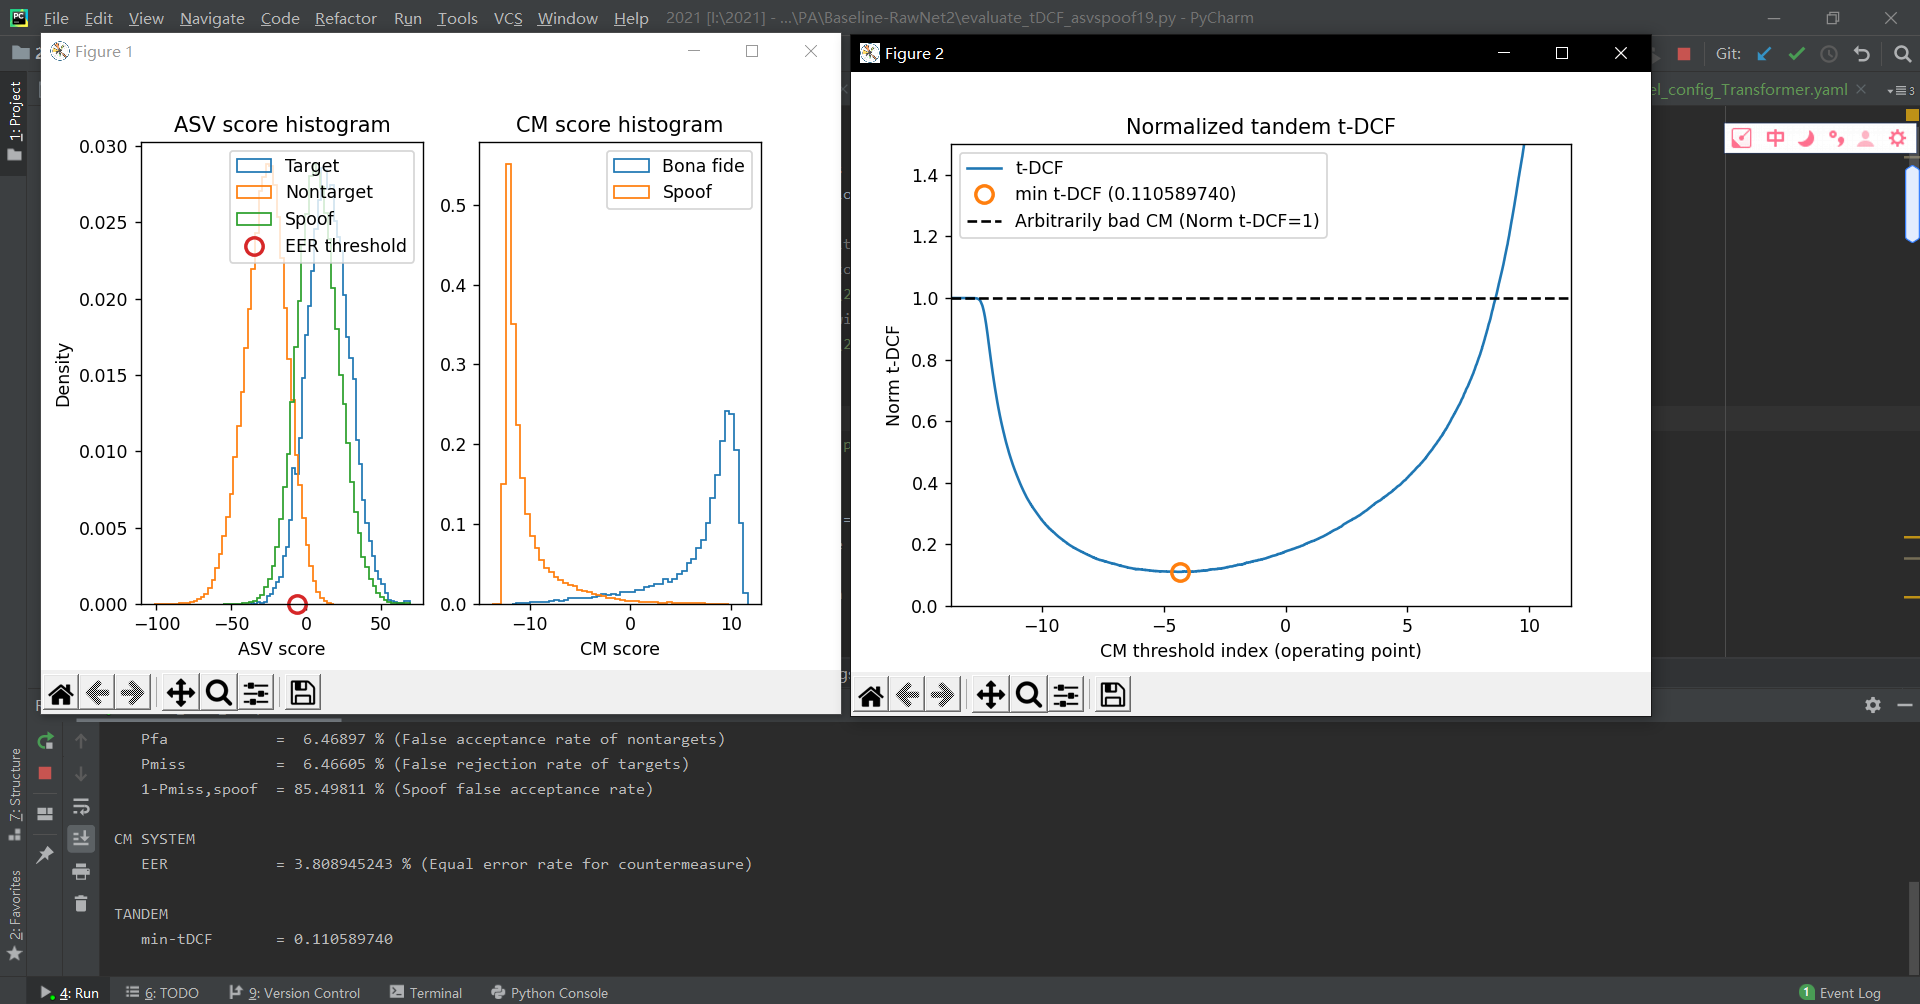 File Edit View Navigate Code Refactor Run Tools VCS Window Help 2021 [I:\2021] - ...\PA\Baseline-RawNet2\evaluate_tDCF_asvspoof19.py - PyCharm
Git:
el_config_Transformer.yaml
3
中
1: Project
7: Structure
2: Favorites
Figure 1
ASV score histogram
Target
Nontarget
Spoof
EER threshold
0.030
0.025
0.020
0.015
0.010
0.005
0.000
Density
−100 −50 0 50
ASV score
CM score histogram
Bona fide
Spoof
0.5
0.4
0.3
0.2
0.1
0.0
−10 0 10
CM score
Figure 2
Normalized tandem t-DCF
t-DCF
min t-DCF (0.110589740)
Arbitrarily bad CM (Norm t-DCF=1)
1.4
1.2
1.0
0.8
0.6
0.4
0.2
0.0
Norm t-DCF
−10 −5 0 5 10
CM threshold index (operating point)
Pfa = 6.46897 % (False acceptance rate of nontargets)
Pmiss = 6.46605 % (False rejection rate of targets)
1-Pmiss,spoof = 85.49811 % (Spoof false acceptance rate)
CM SYSTEM
EER = 3.808945243 % (Equal error rate for countermeasure)
TANDEM
min-tDCF = 0.110589740
4: Run 6: TODO 9: Version Control Terminal Python Console 1 Event Log